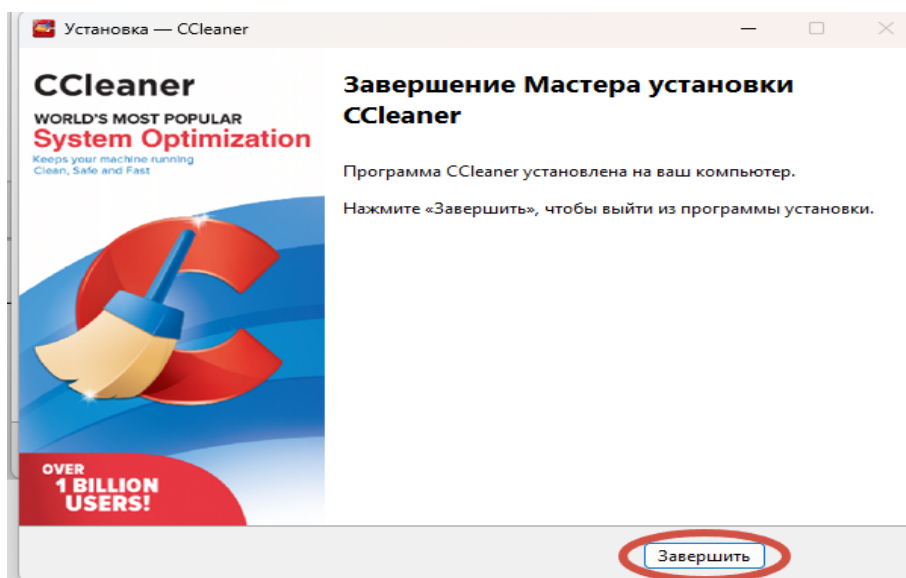 Установка — CCleaner
CCleaner
WORLD'S MOST POPULAR
System Optimization
Keeps your machine running
Clean, Safe and Fast
OVER
1 BILLION
USERS!
Завершение Мастера установки
CCleaner
Программа CCleaner установлена на ваш компьютер.
Нажмите «Завершить», чтобы выйти из программы установки.
Завершить